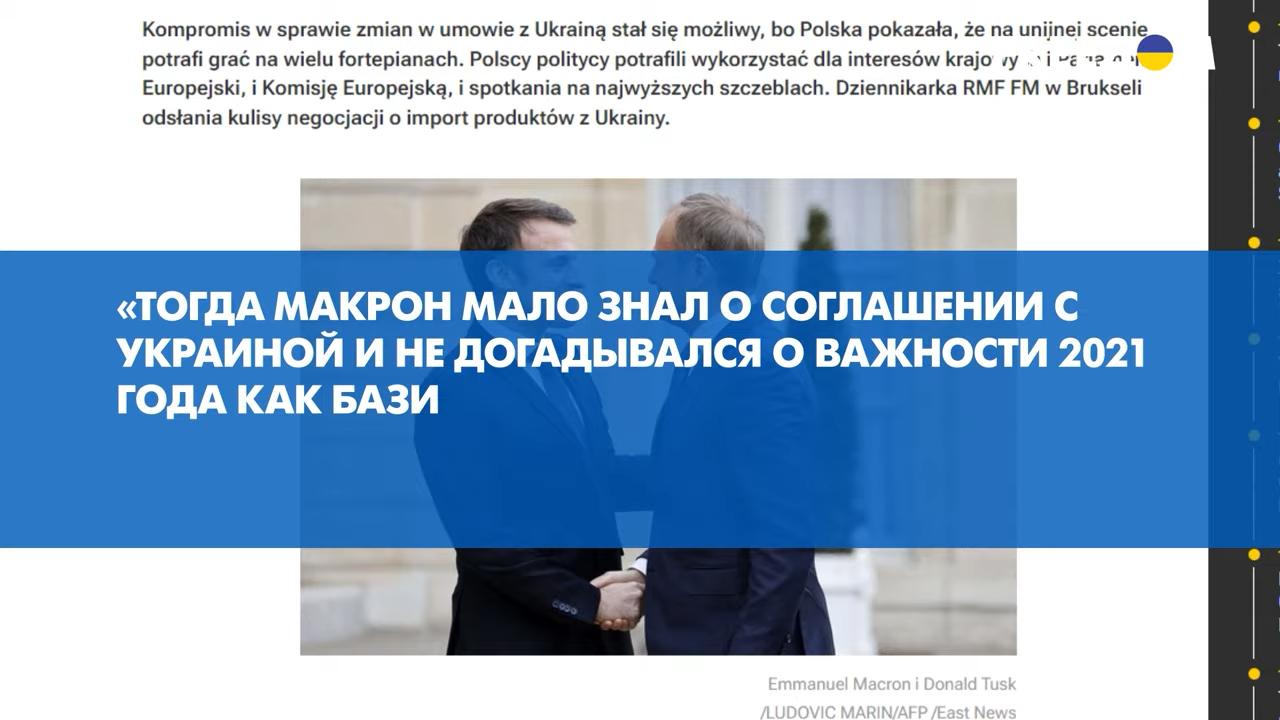 Kompromis w sprawie zmian w umowie z Ukrainą stał się możliwy, bo Polska pokazała, że na unijnej scenie
potrafi grać na wielu fortepianach. Polscy politycy potrafili wykorzystać dla interesów
Europejski, i Komisję Europejską, i spotkania na najwyższych szczeblach. Dziennikarka RMF FM w Brukseli
odsłania kulisy negocjacji o import produktów z Ukrainy.
«ТОГДА МАКРОН МАЛО ЗНАЛ О СОГЛАШЕНИИ С
УКРАИНОЙ И НЕ ДОГАДЫВАЛСЯ О ВАЖНОСТИ 2021
ГОДА КАК БАЗИ
Emmanuel Macron i Donald Tusk
/LUDOVIC MARIN/AFP /East News